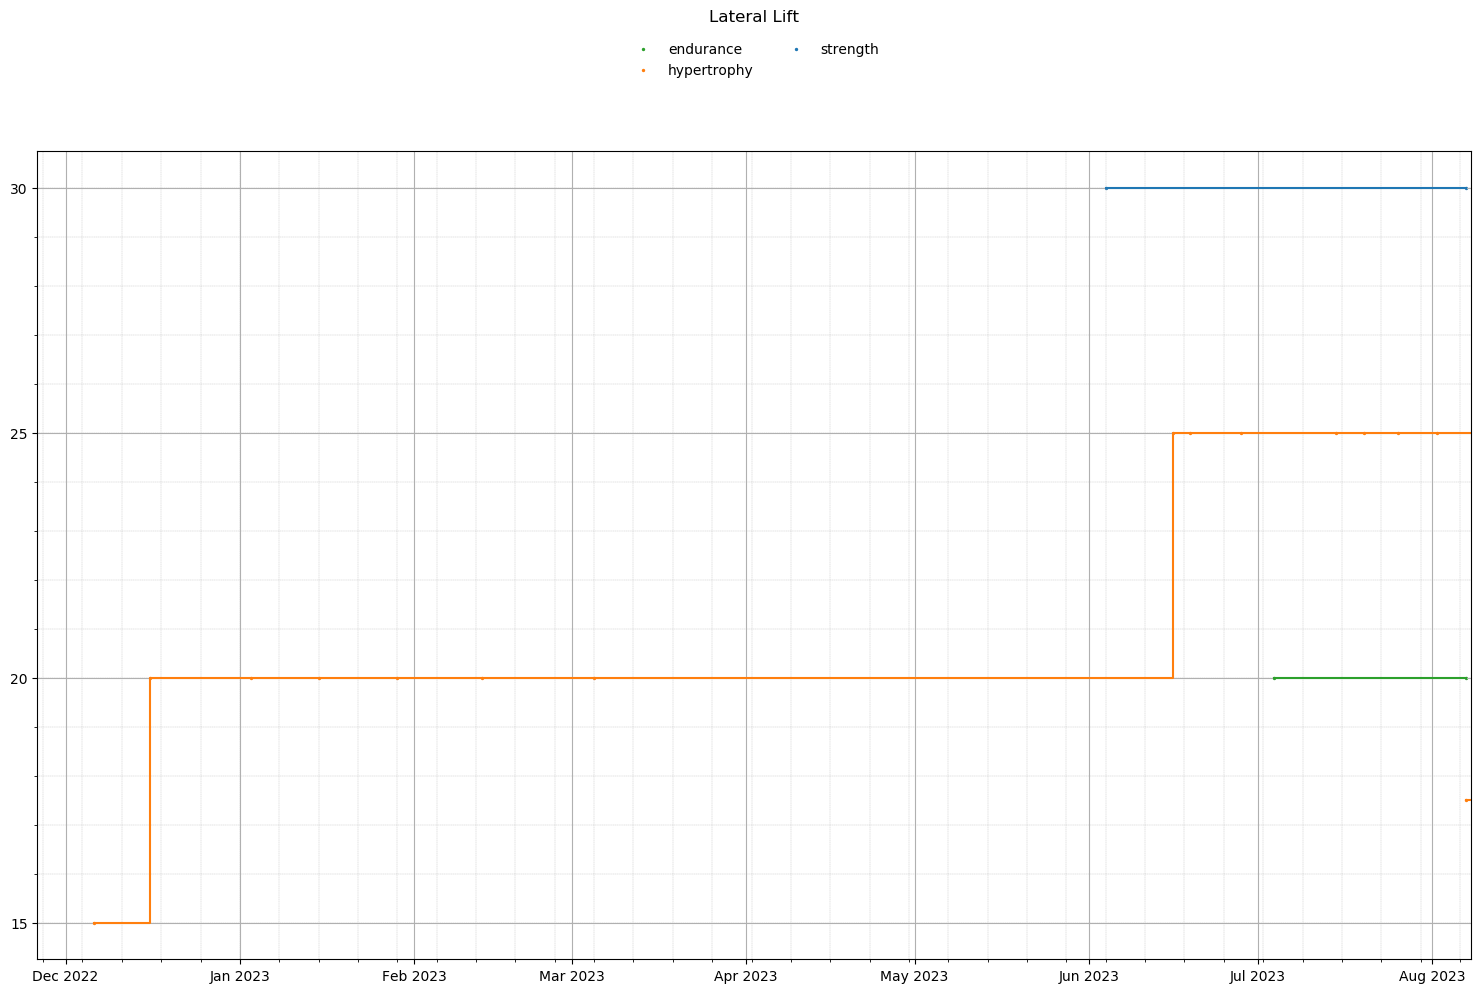 Lateral Lift
endurance
hypertrophy
strength
30
25
20
15
Dec 2022
Jan 2023
Feb 2023
Mar 2023
Apr 2023
May 2023
Jun 2023
Jul 2023
Aug 2023